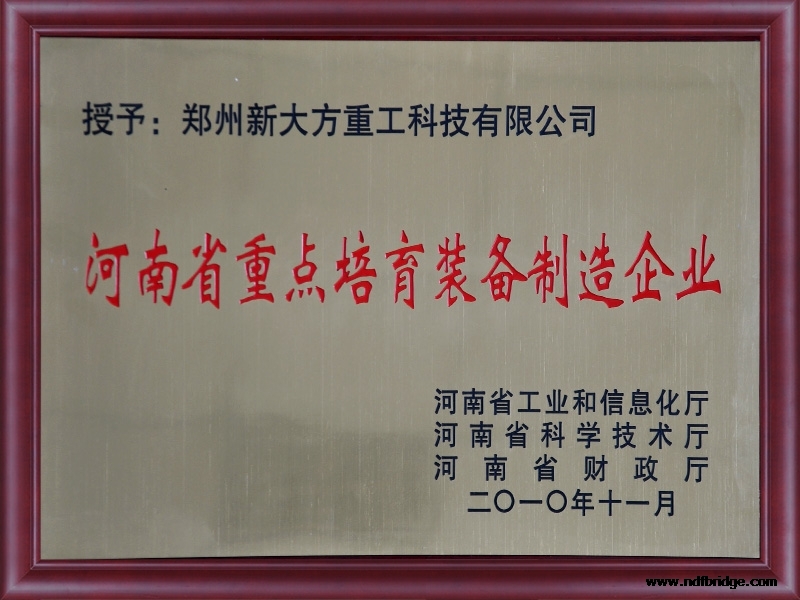 授予：郑州新大方重工科技有限公司
河南省重点培育装备制造企业
河南省工业和信息化厅
河南省科学技术厅
河南省财政厅
二〇一〇年十一月
www.ndfbridge.com